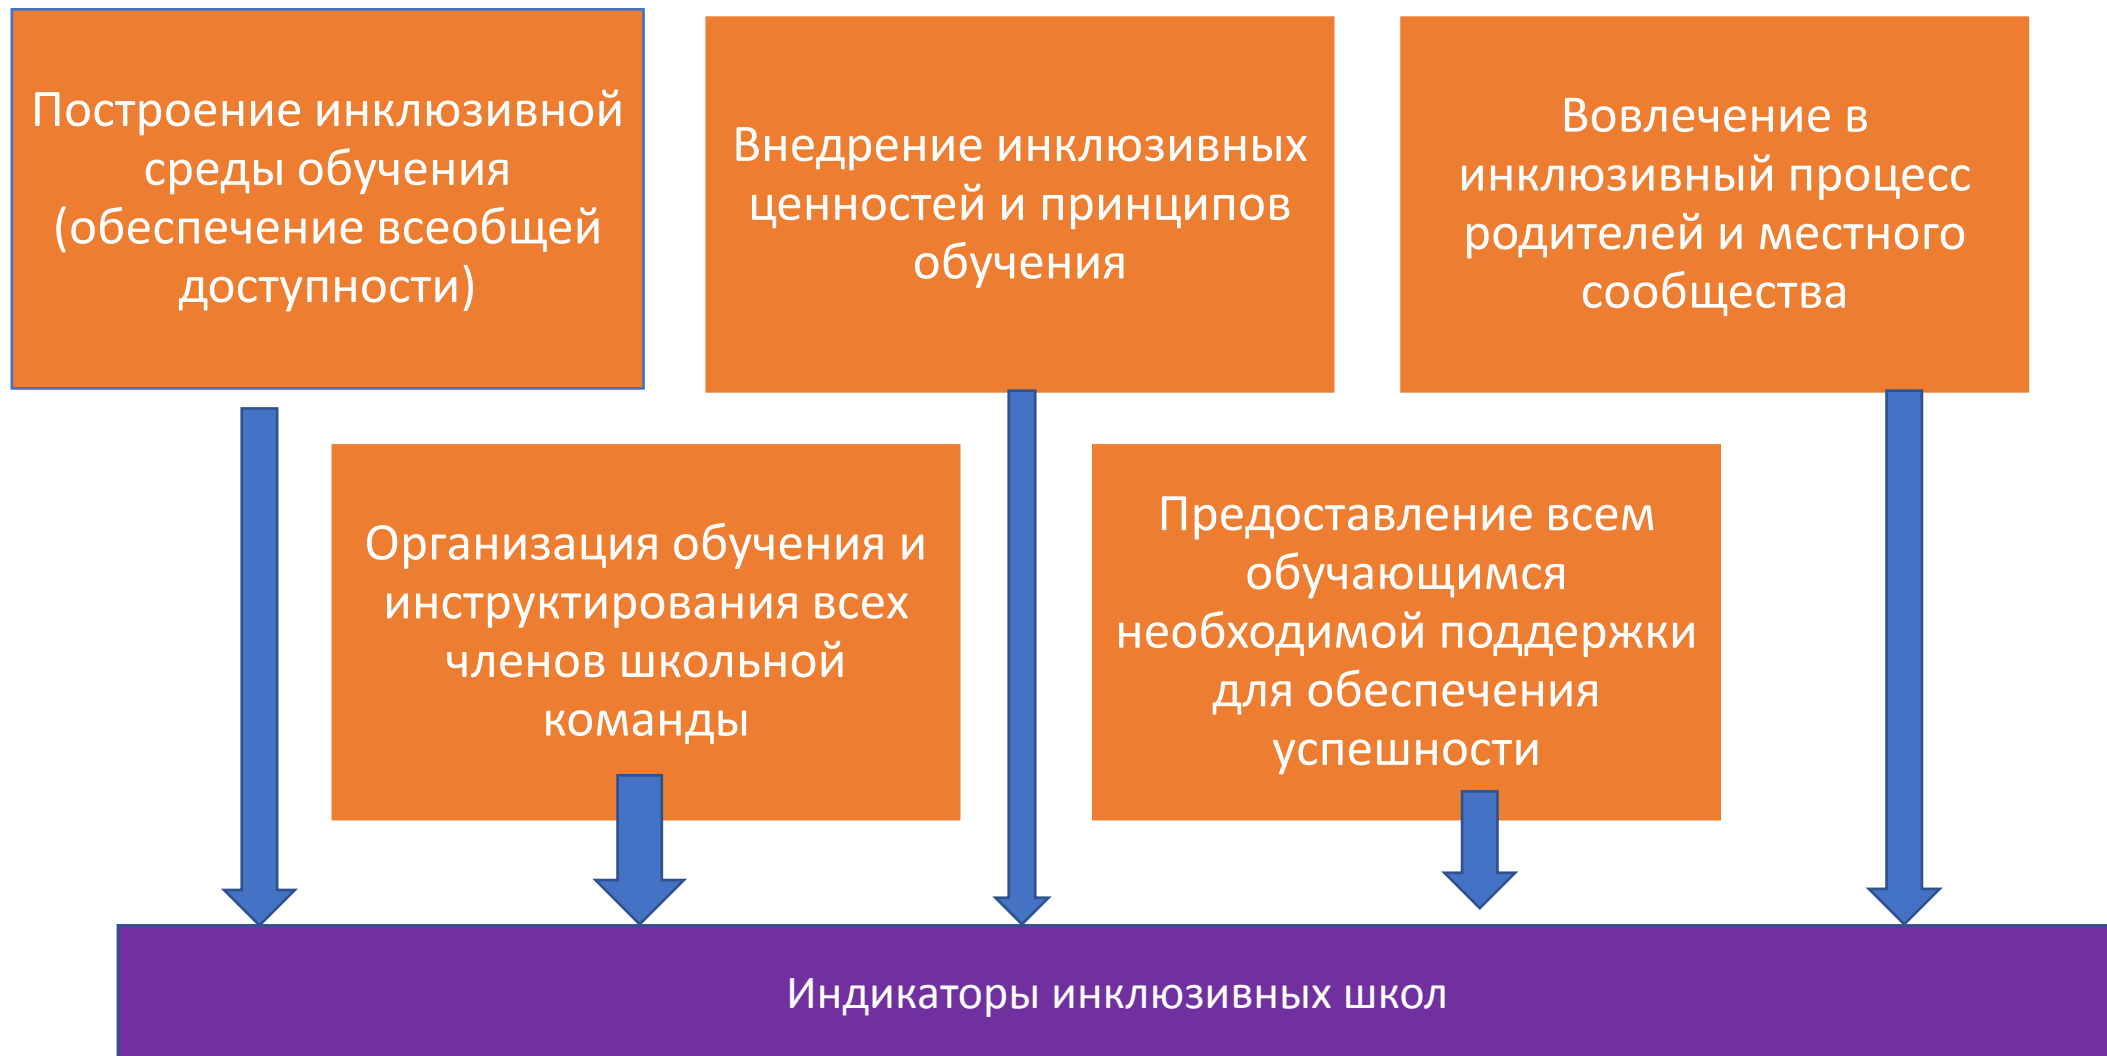 Построение инклюзивной
среды обучения
(обеспечение всеобщей
доступности)
Внедрение инклюзивных
ценностей и принципов
обучения
Вовлечение в
инклюзивный процесс
родителей и местного
сообщества
Организация обучения и
инструктирования всех
членов школьной
команды
Предоставление всем
обучающимся
необходимой поддержки
для обеспечения
успешности
Индикаторы инклюзивных школ